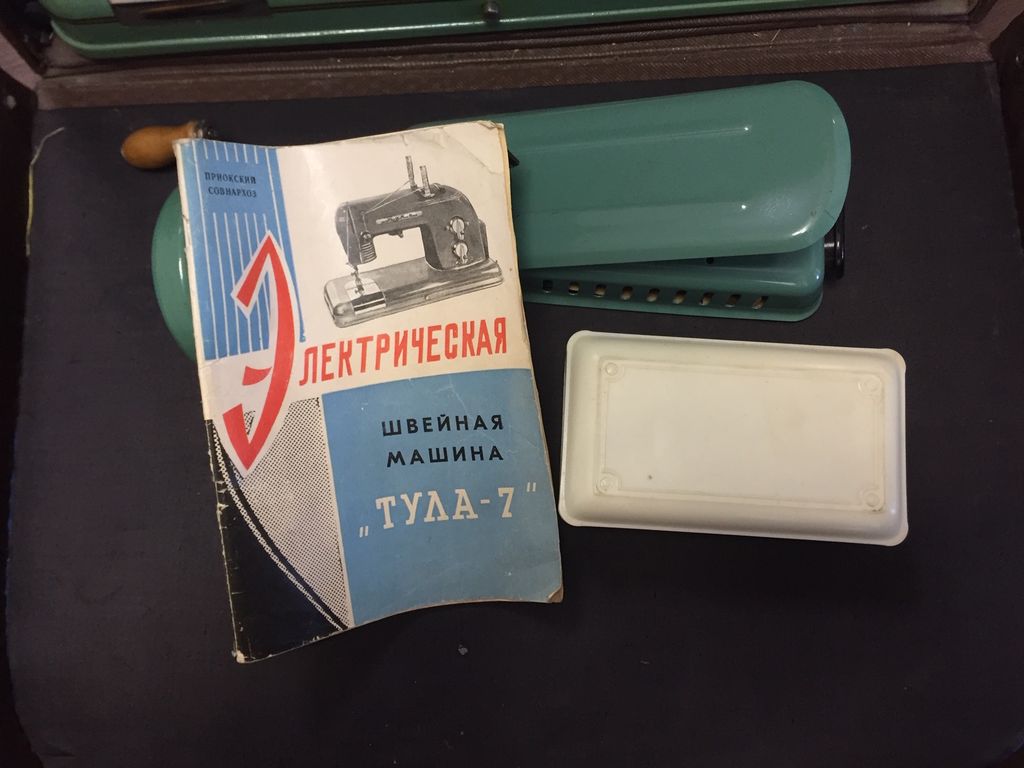 ПРИОКСКИЙ
СОВНАРХОЗ
ЭЛЕКТРИЧЕСКАЯ
ШВЕЙНАЯ
МАШИНА
„ТУЛА-7"